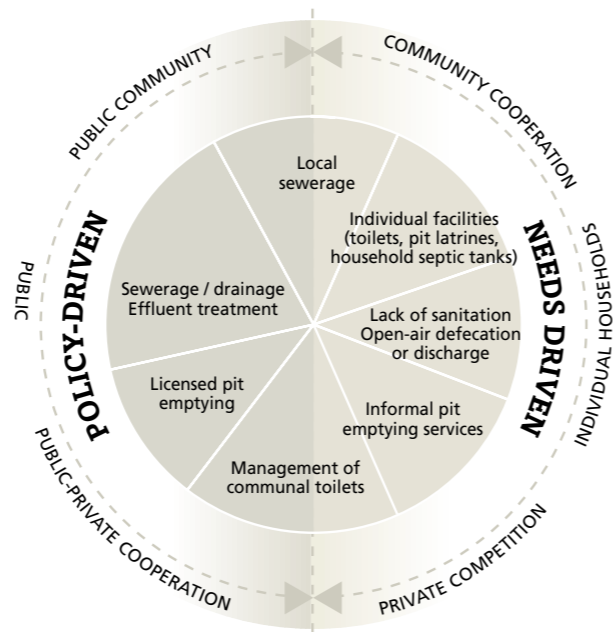 PUBLIC COMMUNITY
COMMUNITY COOPERATION
Local
sewerage
Individual facilities
(toilets, pit latrines,
household septic tanks)
POLICY-DRIVEN
NEEDS DRIVEN
PUBLIC
INDIVIDUAL HOUSEHOLDS
Sewerage / drainage
Effluent treatment
Lack of sanitation
Open-air defecation
or discharge
Licensed pit
emptying
Informal pit
emptying services
Management of
communal toilets
PUBLIC-PRIVATE COOPERATION
PRIVATE COMPETITION